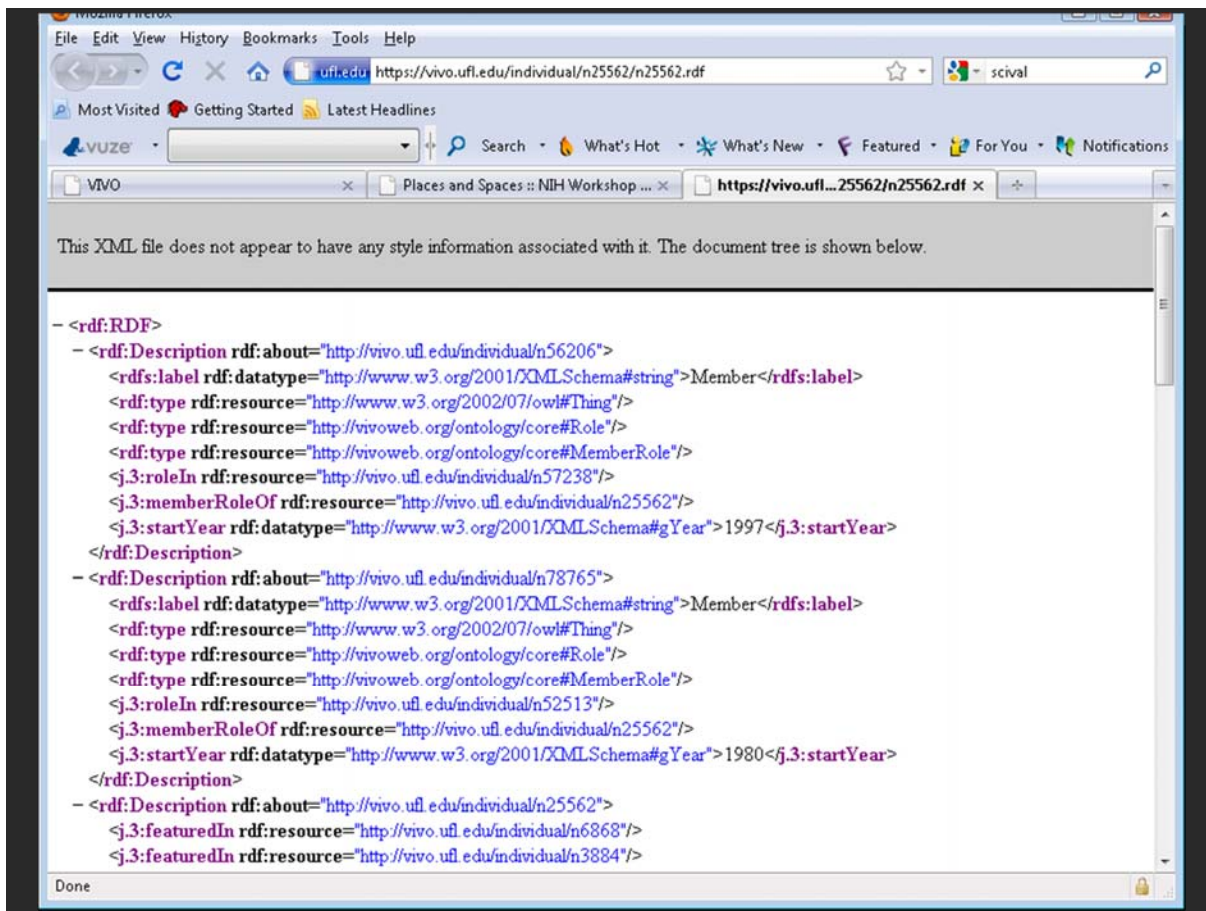 Mozilla Firefox
File Edit View History Bookmarks Tools Help
ufl.edu https://vivo.ufl.edu/individual/n25562/n25562.rdf scival
Most Visited Getting Started Latest Headlines
vuze Search What's Hot What's New Featured For You Notifications
VIVO Places and Spaces :: NIH Workshop ... https://vivo.ufl...25562/n25562.rdf
This XML file does not appear to have any style information associated with it. The document tree is shown below.
− <rdf:RDF>
− <rdf:Description rdf:about="http://vivo.ufl.edu/individual/n56206">
<rdfs:label rdf:datatype="http://www.w3.org/2001/XMLSchema#string">Member</rdfs:label>
<rdf:type rdf:resource="http://www.w3.org/2002/07/owl#Thing"/>
<rdf:type rdf:resource="http://vivoweb.org/ontology/core#Role"/>
<rdf:type rdf:resource="http://vivoweb.org/ontology/core#MemberRole"/>
<j.3:roleIn rdf:resource="http://vivo.ufl.edu/individual/n57238"/>
<j.3:memberRoleOf rdf:resource="http://vivo.ufl.edu/individual/n25562"/>
<j.3:startYear rdf:datatype="http://www.w3.org/2001/XMLSchema#gYear">1997</j.3:startYear>
</rdf:Description>
− <rdf:Description rdf:about="http://vivo.ufl.edu/individual/n78765">
<rdfs:label rdf:datatype="http://www.w3.org/2001/XMLSchema#string">Member</rdfs:label>
<rdf:type rdf:resource="http://www.w3.org/2002/07/owl#Thing"/>
<rdf:type rdf:resource="http://vivoweb.org/ontology/core#Role"/>
<rdf:type rdf:resource="http://vivoweb.org/ontology/core#MemberRole"/>
<j.3:roleIn rdf:resource="http://vivo.ufl.edu/individual/n52513"/>
<j.3:memberRoleOf rdf:resource="http://vivo.ufl.edu/individual/n25562"/>
<j.3:startYear rdf:datatype="http://www.w3.org/2001/XMLSchema#gYear">1980</j.3:startYear>
</rdf:Description>
− <rdf:Description rdf:about="http://vivo.ufl.edu/individual/n25562">
<j.3:featuredIn rdf:resource="http://vivo.ufl.edu/individual/n6868"/>
<j.3:featuredIn rdf:resource="http://vivo.ufl.edu/individual/n3884"/>
Done